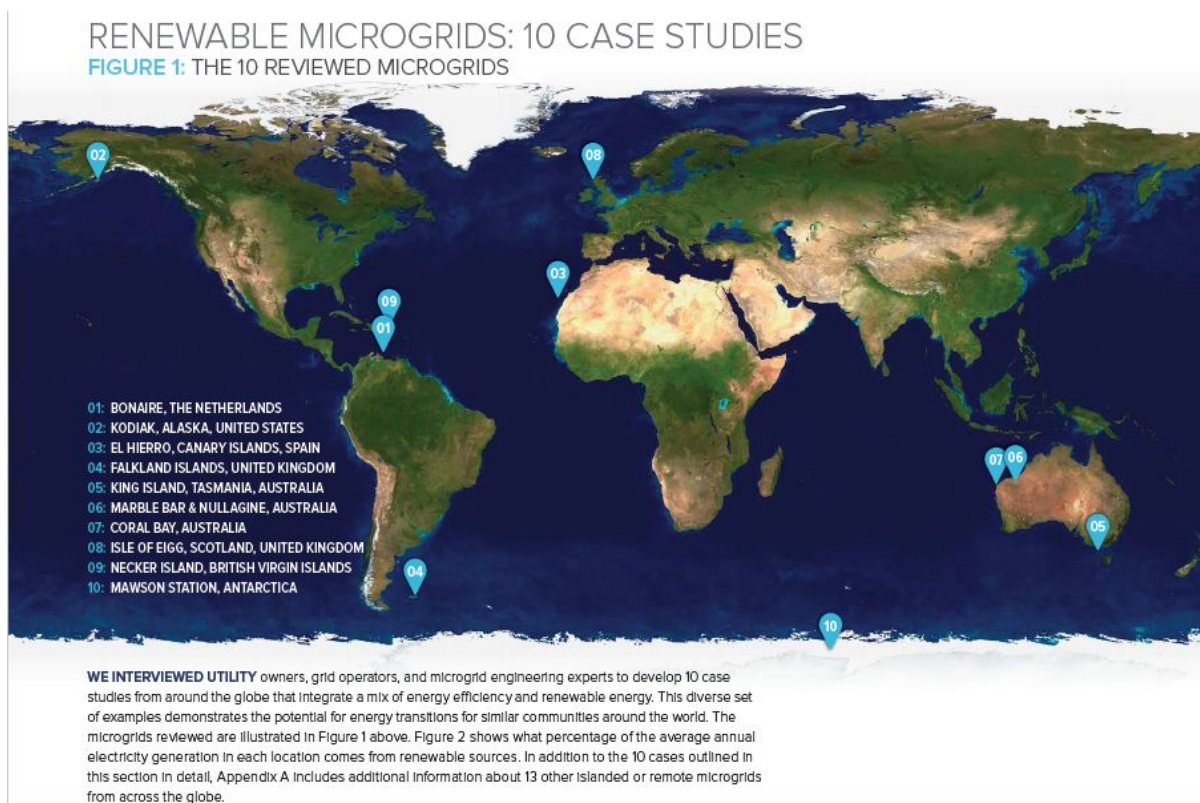 RENEWABLE MICROGRIDS: 10 CASE STUDIES
FIGURE 1: THE 10 REVIEWED MICROGRIDS
02
08
03
09
01
07
06
05
04
10
01: BONAIRE, THE NETHERLANDS
02: KODIAK, ALASKA, UNITED STATES
03: EL HIERRO, CANARY ISLANDS, SPAIN
04: FALKLAND ISLANDS, UNITED KINGDOM
05: KING ISLAND, TASMANIA, AUSTRALIA
06: MARBLE BAR & NULLAGINE, AUSTRALIA
07: CORAL BAY, AUSTRALIA
08: ISLE OF EIGG, SCOTLAND, UNITED KINGDOM
09: NECKER ISLAND, BRITISH VIRGIN ISLANDS
10: MAWSON STATION, ANTARCTICA
WE INTERVIEWED UTILITY owners, grid operators, and microgrid engineering experts to develop 10 case
studies from around the globe that integrate a mix of energy efficiency and renewable energy. This diverse set
of examples demonstrates the potential for energy transitions for similar communities around the world. The
microgrids reviewed are illustrated in Figure 1 above. Figure 2 shows what percentage of the average annual
electricity generation in each location comes from renewable sources. In addition to the 10 cases outlined in
this section in detail, Appendix A includes additional information about 13 other islanded or remote microgrids
from across the globe.